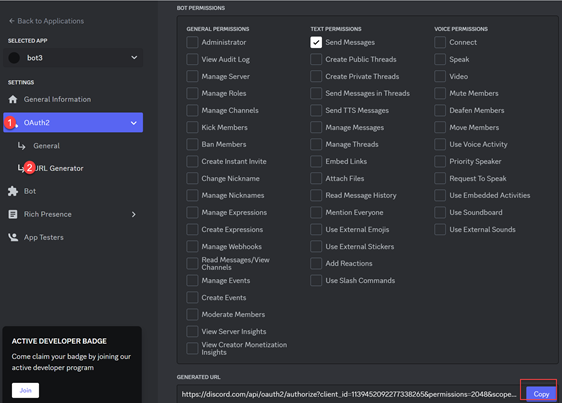 Back to Applications
SELECTED APP
bot3
SETTINGS
General Information
1
OAuth2
General
2
URL Generator
Bot
Rich Presence
App Testers
ACTIVE DEVELOPER BADGE
Come claim your badge by joining our
active developer program
Join
BOT PERMISSIONS
GENERAL PERMISSIONS
Administrator
View Audit Log
Manage Server
Manage Roles
Manage Channels
Kick Members
Ban Members
Create Instant Invite
Change Nickname
Manage Nicknames
Manage Expressions
Create Expressions
Manage Webhooks
Read Messages/View
Channels
Manage Events
Create Events
Moderate Members
View Server Insights
View Creator Monetization
Insights
TEXT PERMISSIONS
Send Messages
Create Public Threads
Create Private Threads
Send Messages in Threads
Send TTS Messages
Manage Messages
Manage Threads
Embed Links
Attach Files
Read Message History
Mention Everyone
Use External Emojis
Use External Stickers
Add Reactions
Use Slash Commands
VOICE PERMISSIONS
Connect
Speak
Video
Mute Members
Deafen Members
Move Members
Use Voice Activity
Priority Speaker
Request To Speak
Use Embedded Activities
Use Soundboard
Use External Sounds
GENERATED URL
https://discord.com/api/oauth2/authorize?client_id=1139452092277338265&permissions=2048&scope...
Copy